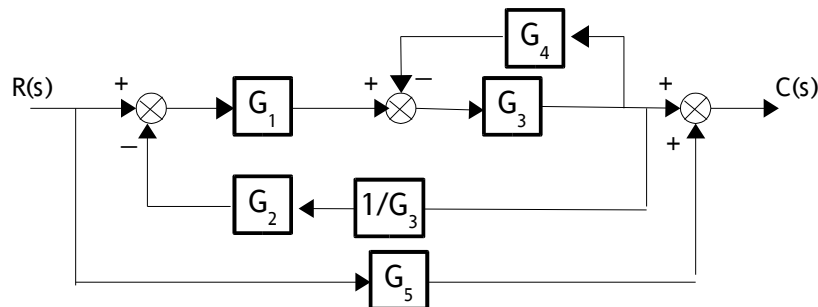 G₄
R(s)
+
G₁
+
−
G₃
+
C(s)
−
+
G₂
1/G₃
G₅